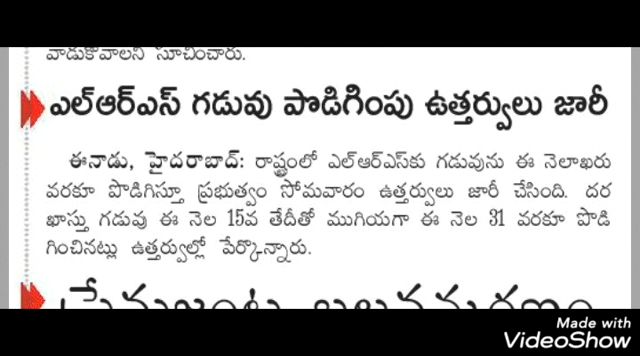 వాడుకోవాలని సూచించారు.
ఎల్ఆర్ఎస్ గడువు పొడిగింపు ఉత్తర్వులు జారీ
ఈనాడు, హైదరాబాద్: రాష్ట్రంలో ఎల్ఆర్ఎస్‌కు గడువును ఈ నెలాఖరు
వరకూ పొడిగిస్తూ ప్రభుత్వం సోమవారం ఉత్తర్వులు జారీ చేసింది. దర
ఖాస్తు గడువు ఈ నెల 15వ తేదీతో ముగియగా ఈ నెల 31 వరకూ పొడి
గించినట్లు ఉత్తర్వుల్లో పేర్కొన్నారు.
Made with
VideoShow